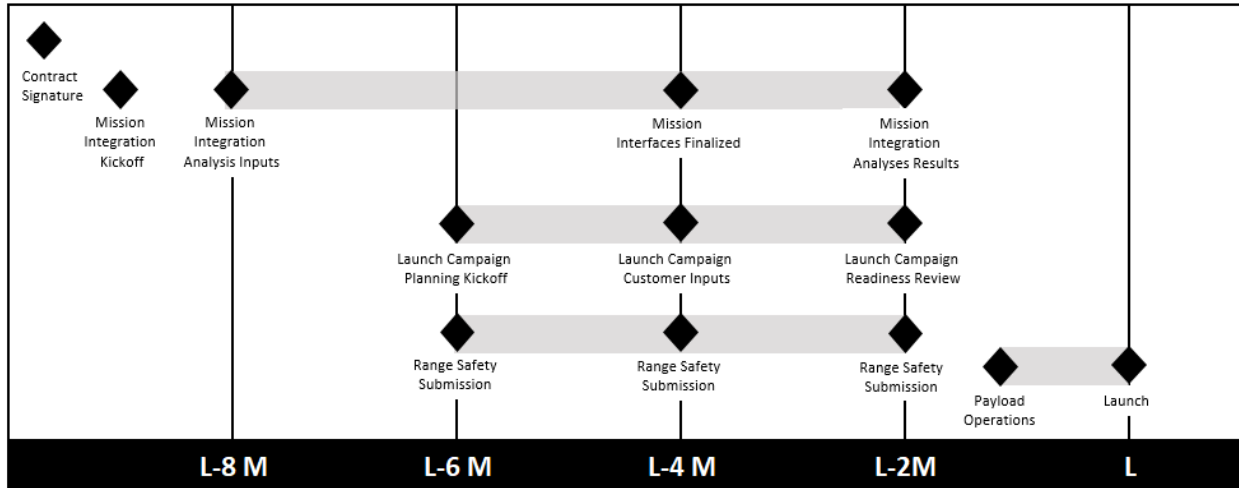 Contract
Signature
Mission
Integration
Kickoff
Mission
Integration
Analysis Inputs
Mission
Interfaces Finalized
Mission
Integration
Analyses Results
Launch Campaign
Planning Kickoff
Launch Campaign
Customer Inputs
Launch Campaign
Readiness Review
Range Safety
Submission
Range Safety
Submission
Range Safety
Submission
Payload
Operations
Launch
L-8 M
L-6 M
L-4 M
L-2M
L